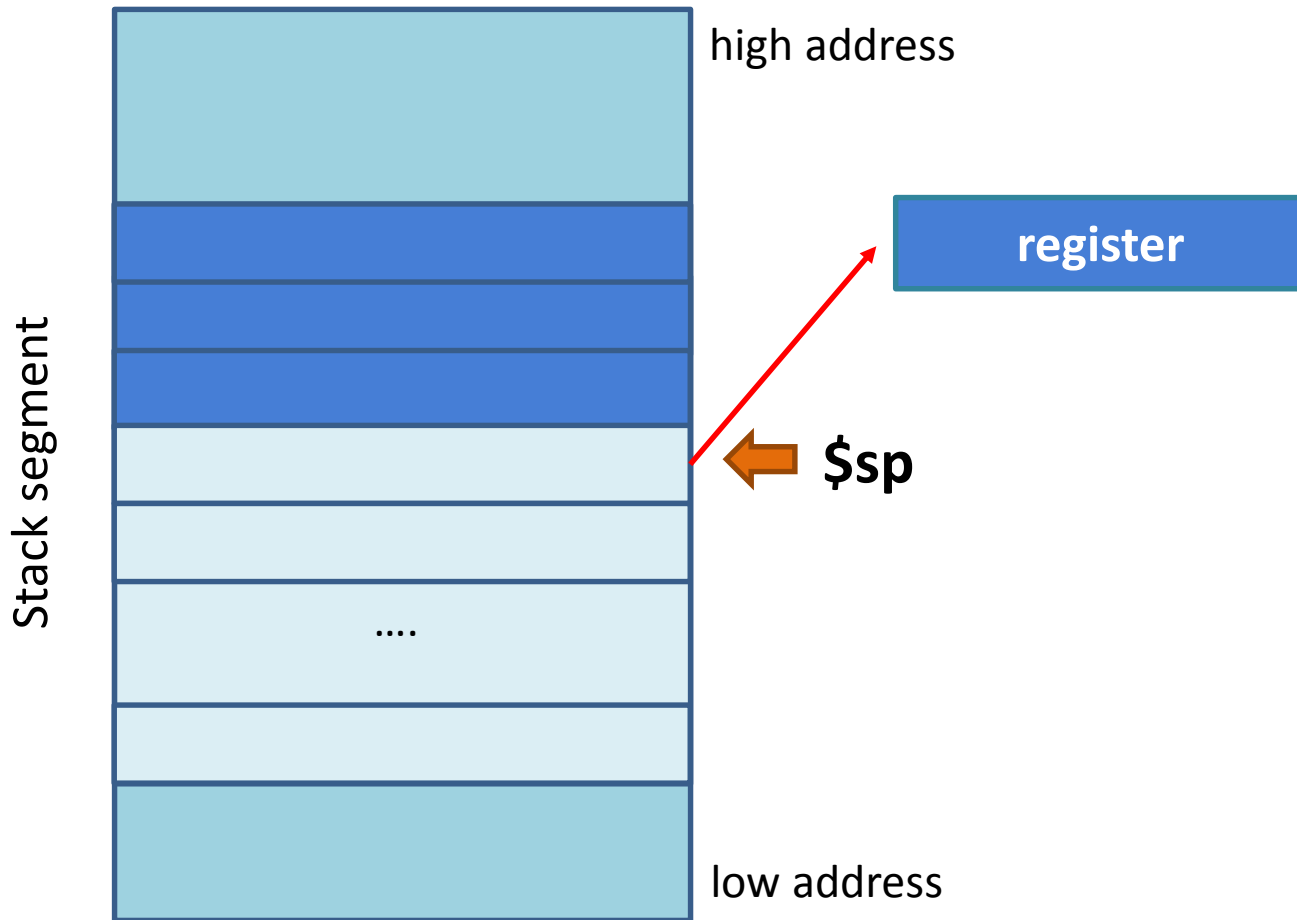 high address
register
Stack segment
$sp
....
low address